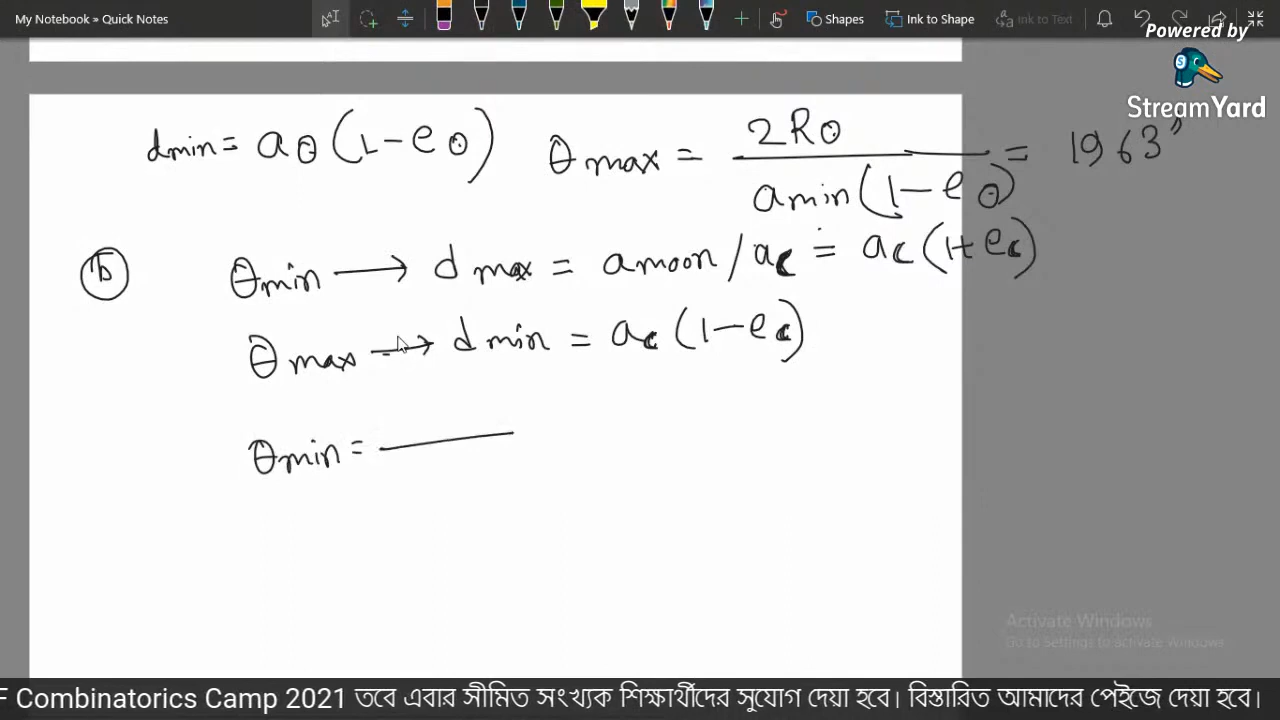 My Notebook » Quick Notes
Shapes
Ink to Shape
Ink to Text
Powered by
StreamYard
dmin = a⊙ (1 - e⊙)
θmax = 2R⊙ / amin (1 - e⊙) = 1963"
ⓑ θmin ⟶ dmax = amoon / a☾ = a☾ (1 + e☾)
θmax ⟶ dmin = a☾ (1 - e☾)
θmin =
Activate Windows
Go to Settings to activate Windows.
F Combinatorics Camp 2021 তবে এবার সীমিত সংখ্যক শিক্ষার্থীদের সুযোগ দেয়া হবে। বিস্তারিত আমাদের পেইজে দেয়া হবে।